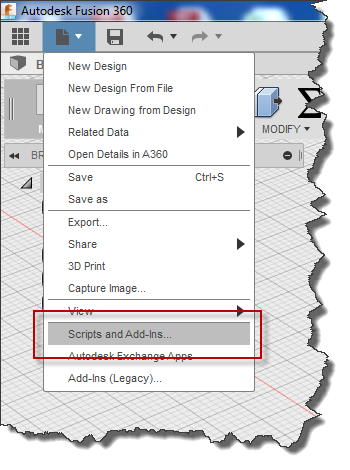 Autodesk Fusion 360
New Design
New Design From File
New Drawing from Design
Related Data
Open Details in A360
Save Ctrl+S
Save as
Export...
Share
3D Print
Capture Image...
View
Scripts and Add-Ins...
Autodesk Exchange Apps
Add-Ins (Legacy)...
MODIFY
BR